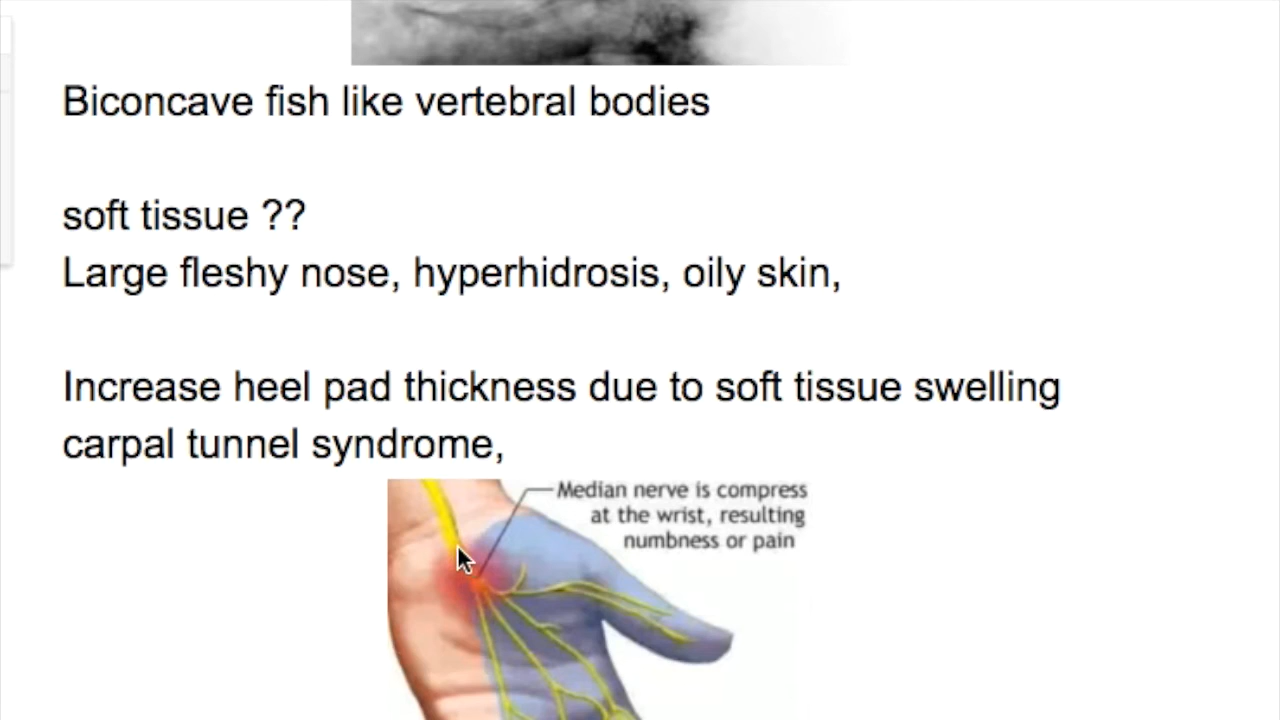 Biconcave fish like vertebral bodies
soft tissue ??
Large fleshy nose, hyperhidrosis, oily skin,
Increase heel pad thickness due to soft tissue swelling
carpal tunnel syndrome,
Median nerve is compress
at the wrist, resulting
numbness or pain